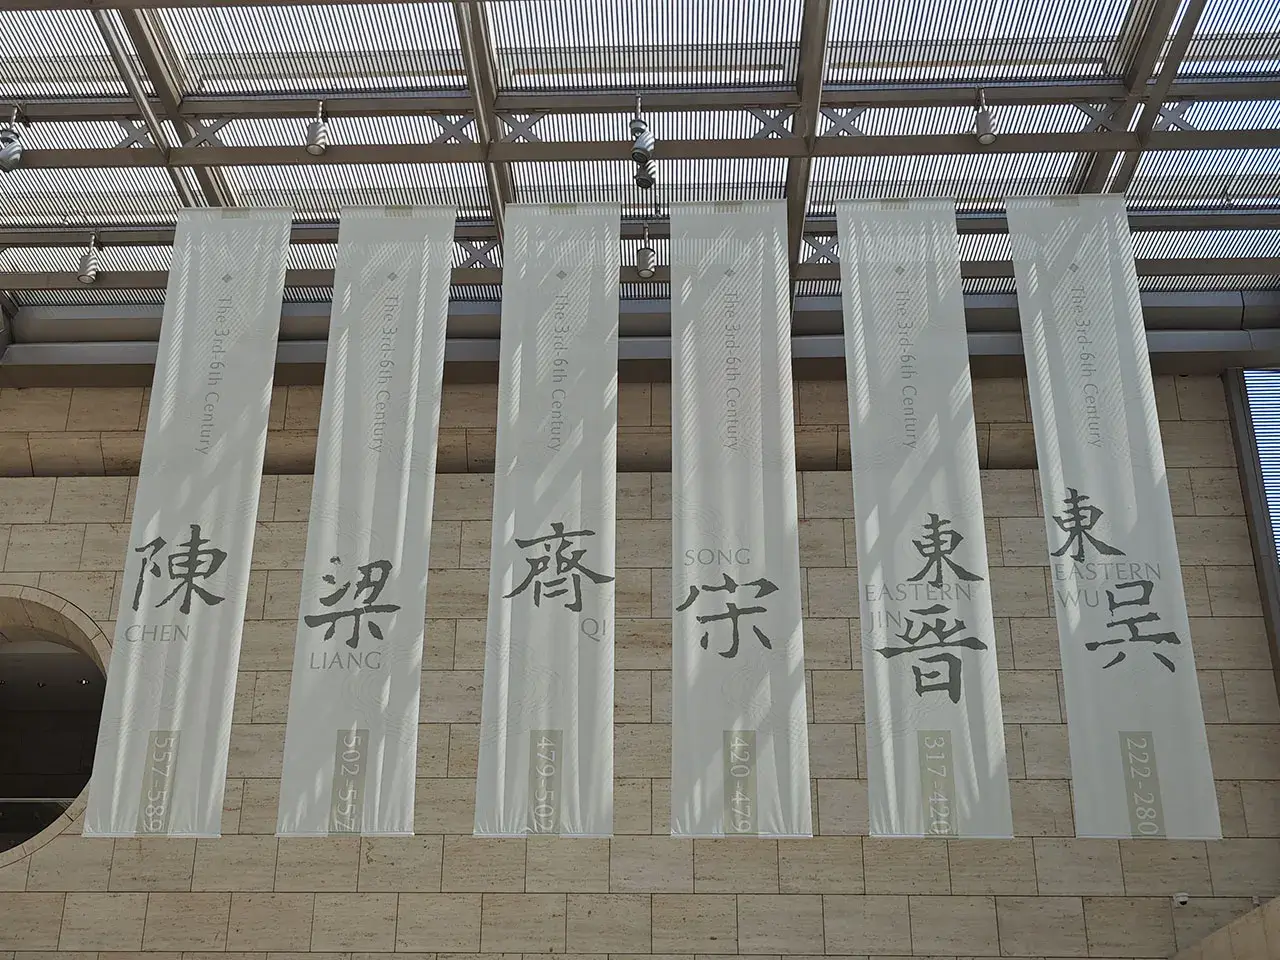 The 3rd-6th Century
陳
CHEN
557-589
The 3rd-6th Century
梁
LIANG
502-557
The 3rd-6th Century
齊
QI
479-502
The 3rd-6th Century
SONG
宋
420-479
The 3rd-6th Century
東
EASTERN
JIN
晉
317-420
The 3rd-6th Century
東
EASTERN
WU
吴
222-280